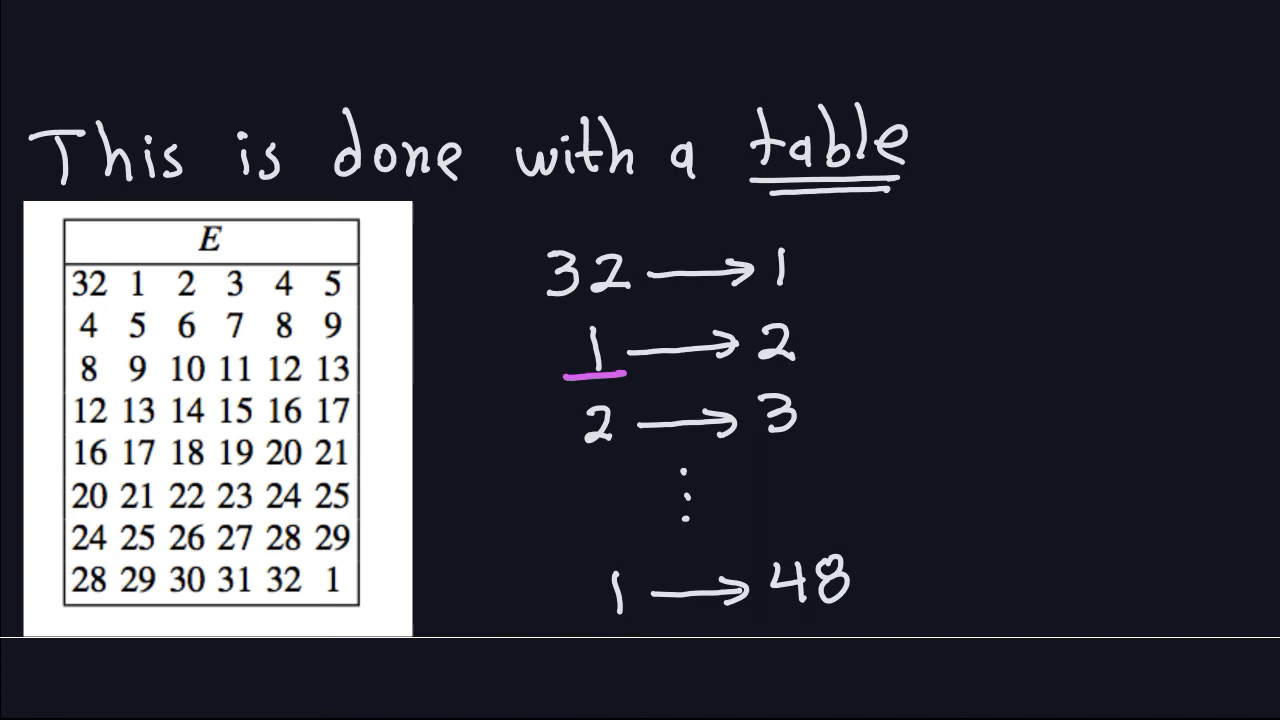 This is done with a table
E
32 1 2 3 4 5
4 5 6 7 8 9
8 9 10 11 12 13
12 13 14 15 16 17
16 17 18 19 20 21
20 21 22 23 24 25
24 25 26 27 28 29
28 29 30 31 32 1
32 → 1
1 → 2
2 → 3
⋮
1 → 48